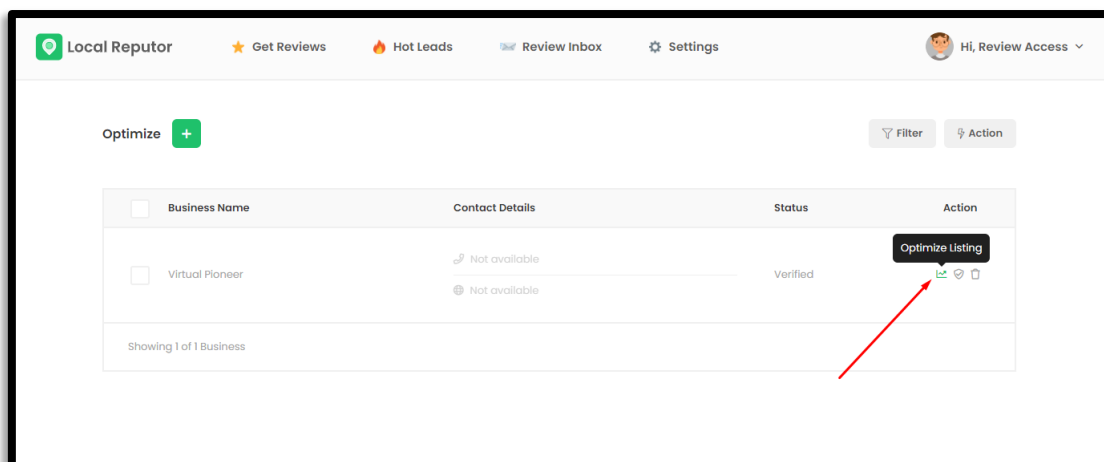 Local Reputor Get Reviews Hot Leads Review Inbox Settings Hi, Review Access
Optimize + Filter Action
Business Name Contact Details Status Action
Optimize Listing
Not available
Virtual Pioneer Verified
Not available
Showing 1 of 1 Business